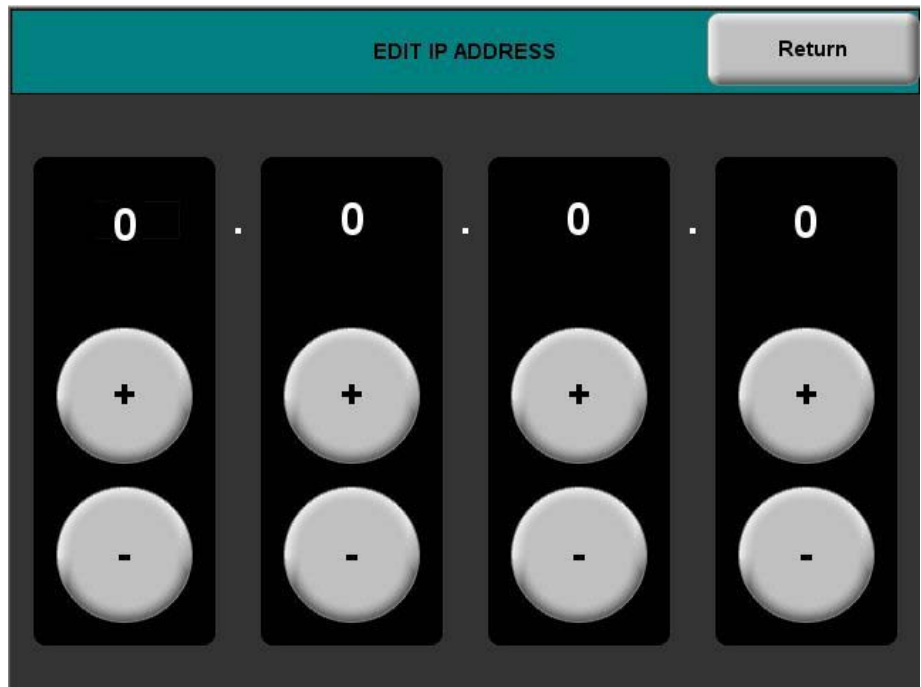 EDIT IP ADDRESS Return
0 . 0 . 0 . 0
+ + + +
- - - -